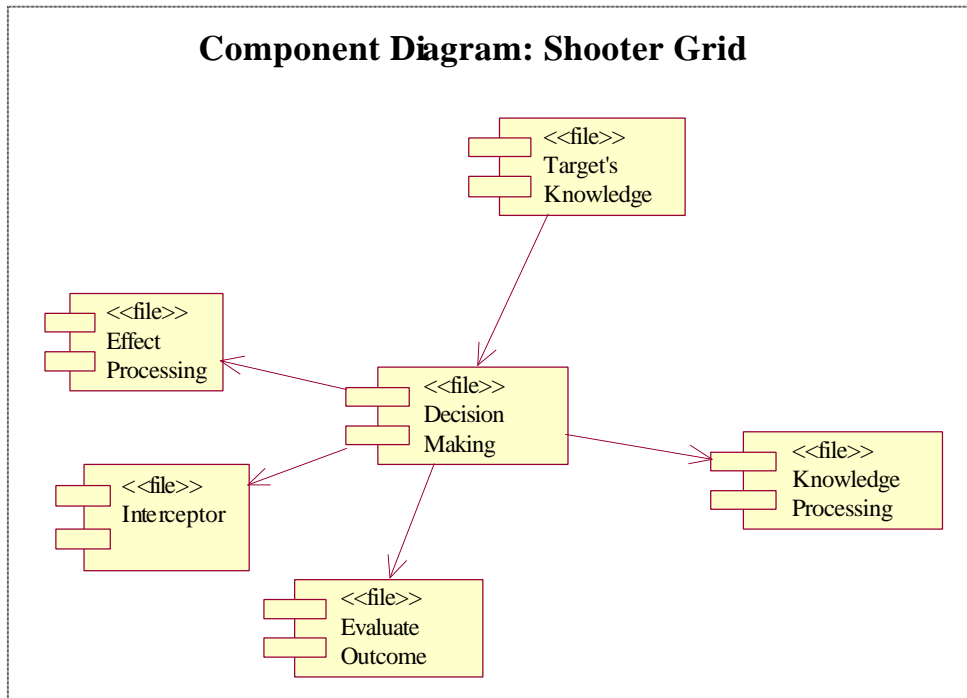 Component Diagram: Shooter Grid
<<file>>
Target's
Knowledge
<<file>>
Effect
Processing
<<file>>
Decision
Making
<<file>>
Knowledge
Processing
<<file>>
Interceptor
<<file>>
Evaluate
Outcome